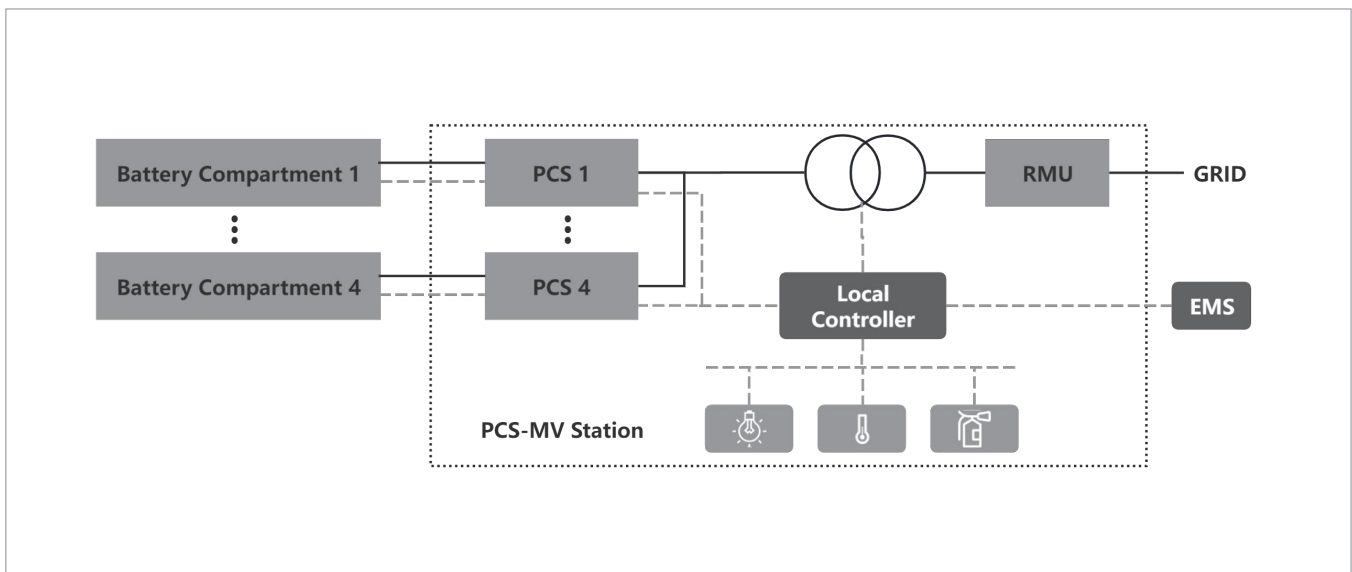 Battery Compartment 1
PCS 1
RMU
GRID
Battery Compartment 4
PCS 4
Local
Controller
EMS
PCS-MV Station